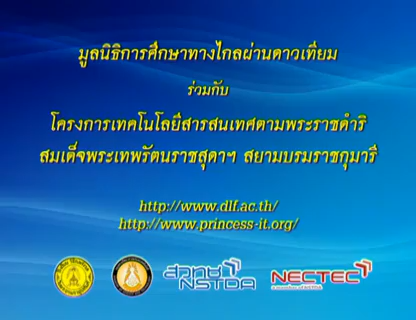 มูลนิธิการศึกษาทางไกลผ่านดาวเทียม
ร่วมกับ
โครงการเทคโนโลยีสารสนเทศตามพระราชดำริ
สมเด็จพระเทพรัตนราชสุดาฯ สยามบรมราชกุมารี
http://www.dlf.ac.th/
http://www.princess-it.org/
สวทช
NSTDA
NECTEC